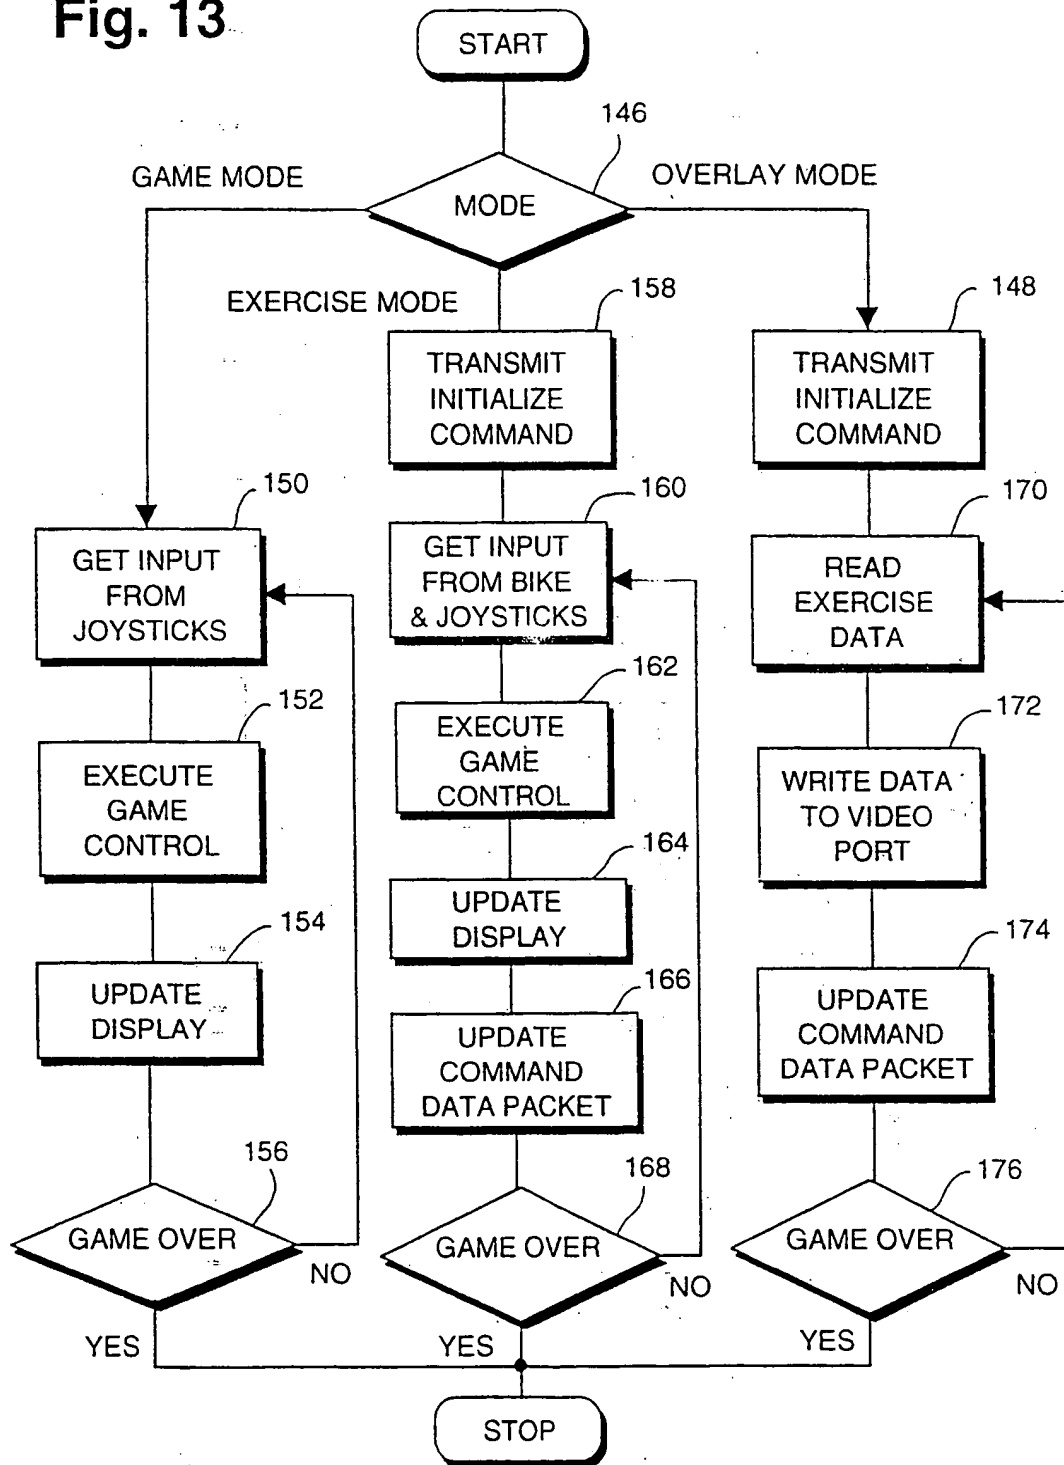 Fig. 13
START
146
GAME MODE
MODE
OVERLAY MODE
EXERCISE MODE
158
TRANSMIT
INITIALIZE
COMMAND
148
TRANSMIT
INITIALIZE
COMMAND
150
GET INPUT
FROM
JOYSTICKS
160
GET INPUT
FROM BIKE
& JOYSTICKS
170
READ
EXERCISE
DATA
152
EXECUTE
GAME
CONTROL
162
EXECUTE
GAME
CONTROL
172
WRITE DATA
TO VIDEO
PORT
154
UPDATE
DISPLAY
164
UPDATE
DISPLAY
166
UPDATE
COMMAND
DATA PACKET
174
UPDATE
COMMAND
DATA PACKET
156
GAME OVER
NO
YES
168
GAME OVER
NO
YES
176
GAME OVER
NO
YES
STOP